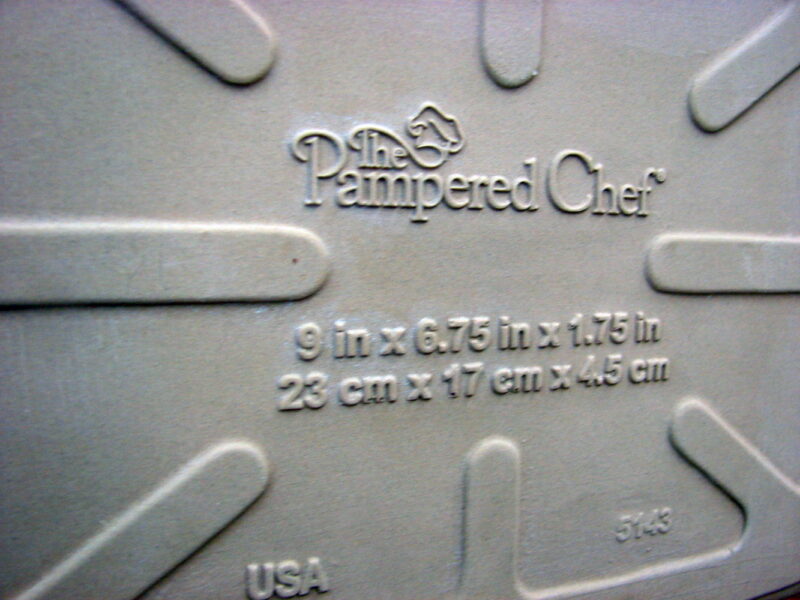 The
Pampered Chef®
9 in x 6.75 in x 1.75 in
23 cm x 17 cm x 4.5 cm
5143
USA